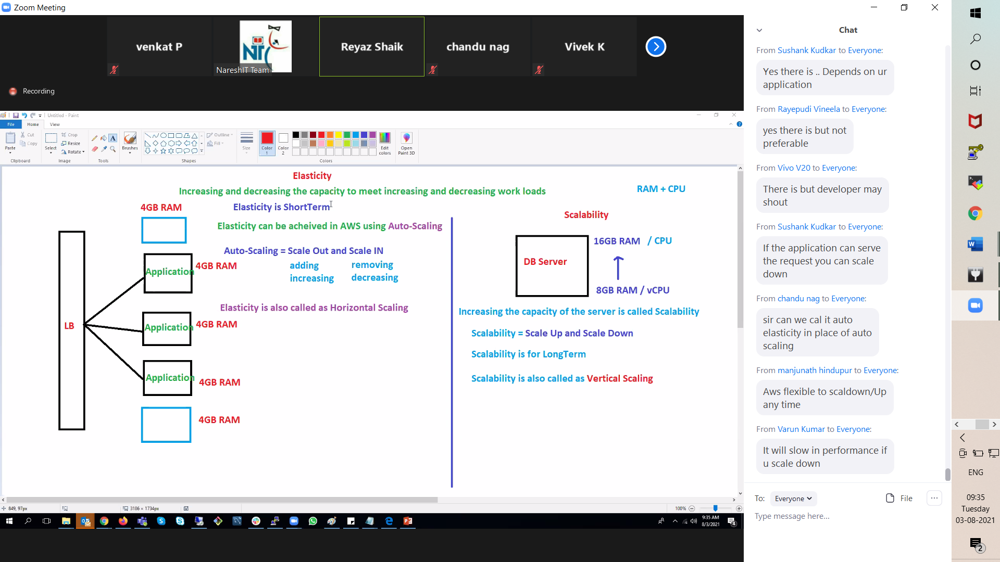 Zoom Meeting
venkat P
NTC
NareshIT Team
Reyaz Shaik
chandu nag
Vivek K
Recording
Untitled - Paint
File
Home
View
Paste
Cut
Copy
Clipboard
Select
Crop
Resize
Rotate
Image
A
Tools
Brushes
Outline
Fill
Shapes
Size
Color
1
Color
2
Edit
colors
Colors
Open
Paint 3D
Elasticity
Increasing and decreasing the capacity to meet increasing and decreasing work loads
RAM + CPU
4GB RAM
Elasticity is ShortTerm
Elasticity can be acheived in AWS using Auto-Scaling
Auto-Scaling = Scale Out and Scale IN
adding
removing
increasing
decreasing
Elasticity is also called as Horizontal Scaling
LB
Application
4GB RAM
Application
4GB RAM
Application
4GB RAM
4GB RAM
Scalability
DB Server
16GB RAM / CPU
8GB RAM / vCPU
Increasing the capacity of the server is called Scalability
Scalability = Scale Up and Scale Down
Scalability is for LongTerm
Scalability is also called as Vertical Scaling
849, 97px
3186 × 1734px
100%
9:35 AM
8/3/2021
4
Chat
From Sushank Kudkar to Everyone:
Yes there is .. Depends on ur
application
From Rayepudi Vineela to Everyone:
yes there is but not
preferable
From Vivo V20 to Everyone:
There is but developer may
shout
From Sushank Kudkar to Everyone:
If the application can serve
the request you can scale
down
From chandu nag to Everyone:
sir can we cal it auto
elasticity in place of auto
scaling
From manjunath hindupur to Everyone:
Aws flexible to scaldown/Up
any time
From Varun Kumar to Everyone:
It will slow in performance if
u scale down
To: Everyone
File
Type message here...
ENG
09:35
Tuesday
03-08-2021
2